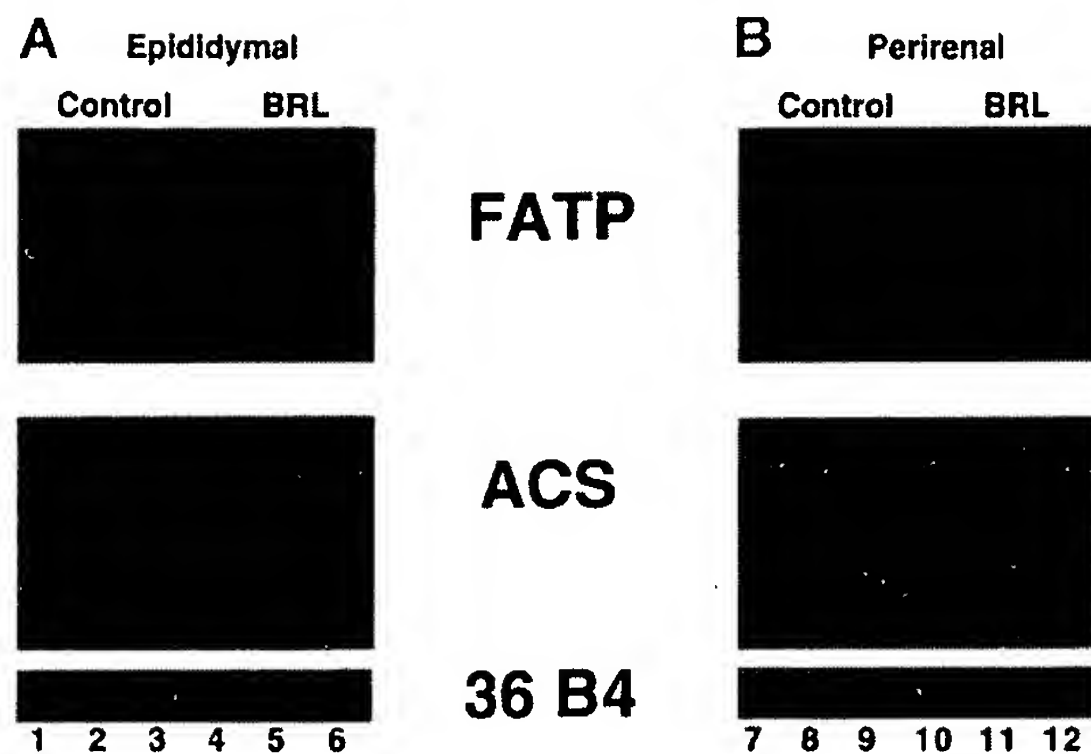 A Epididymal
Control BRL
B Perirenal
Control BRL
FATP
ACS
36 B4
1 2 3 4 5 6
7 8 9 10 11 12